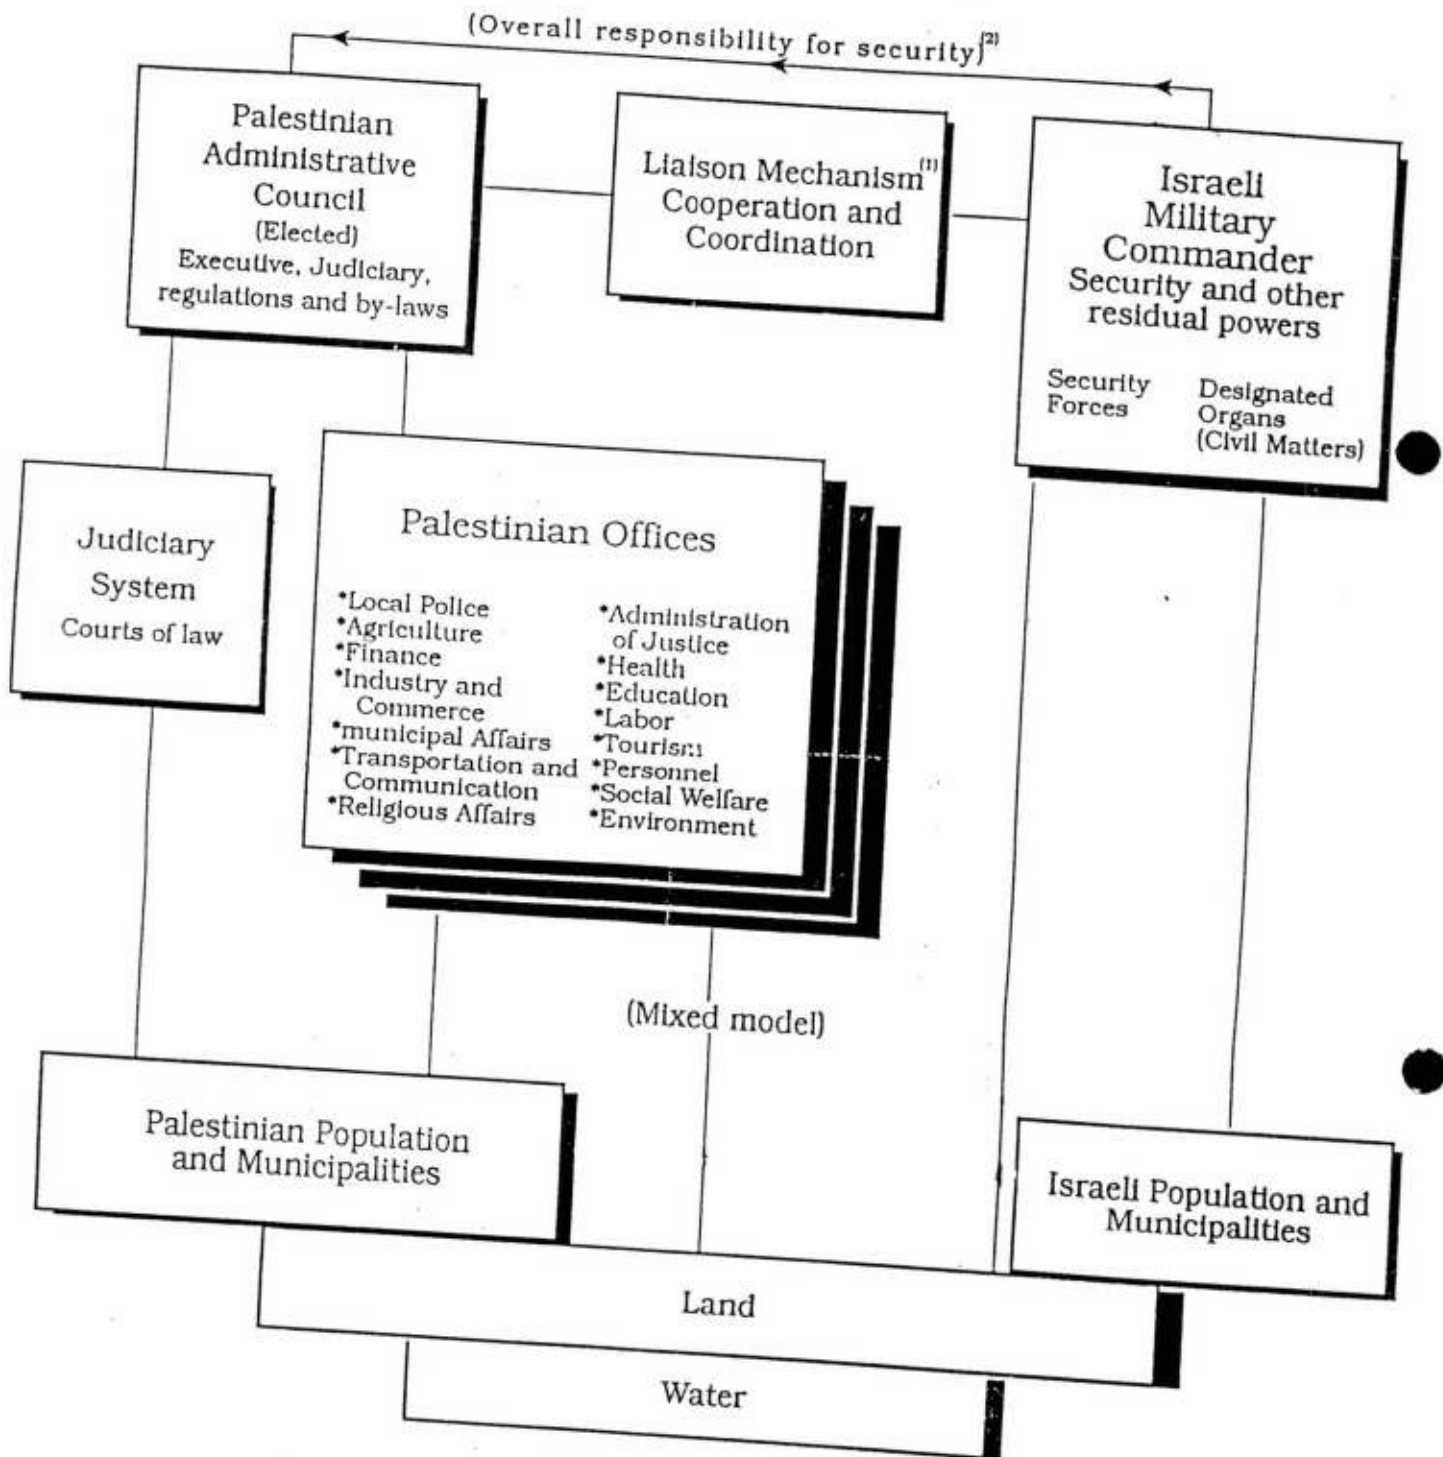 (Overall responsibility for security)(2)
Palestinian
Administrative
Council
(Elected)
Executive, Judiciary,
regulations and by-laws
Liaison Mechanism(1)
Cooperation and
Coordination
Israeli
Military
Commander
Security and other
residual powers
Security
Forces
Designated
Organs
(Civil Matters)
Judiciary
System
Courts of law
Palestinian Offices
*Local Police
*Agriculture
*Finance
*Industry and
Commerce
*municipal Affairs
*Transportation and
Communication
*Religious Affairs
*Administration
of Justice
*Health
*Education
*Labor
*Tourism
*Personnel
*Social Welfare
*Environment
(Mixed model)
Palestinian Population
and Municipalities
Israeli Population and
Municipalities
Land
Water